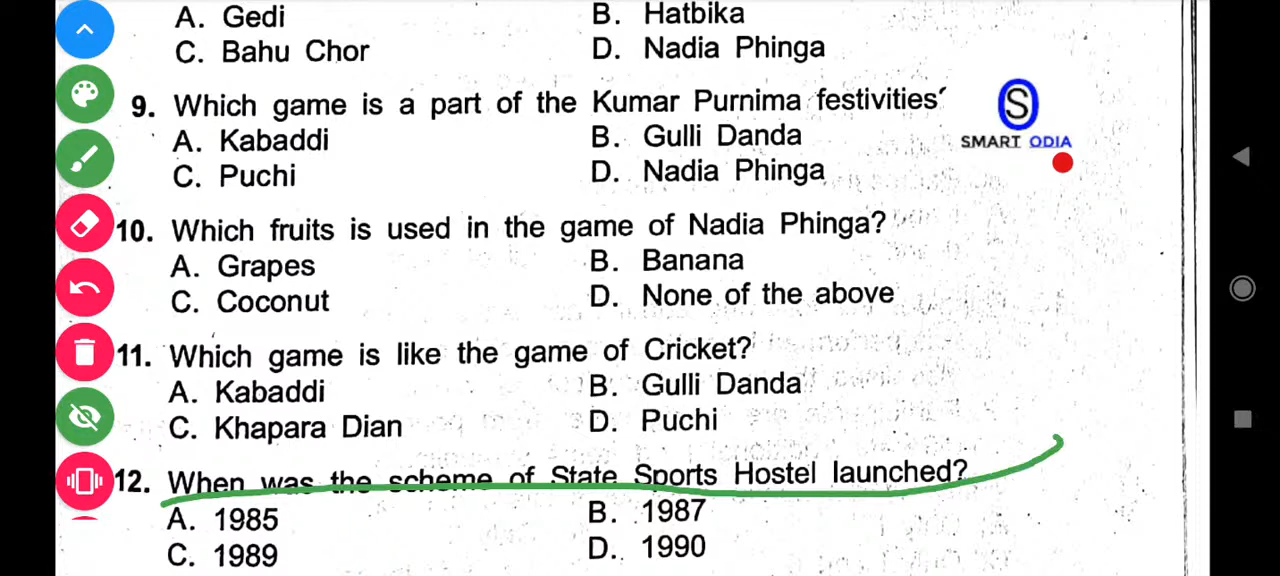 A. Gedi B. Hatbika
C. Bahu Chor D. Nadia Phinga
9. Which game is a part of the Kumar Purnima festivities
A. Kabaddi B. Gulli Danda
C. Puchi D. Nadia Phinga
S
SMART ODIA
10. Which fruits is used in the game of Nadia Phinga?
A. Grapes B. Banana
C. Coconut D. None of the above
11. Which game is like the game of Cricket?
A. Kabaddi B. Gulli Danda
C. Khapara Dian D. Puchi
12. When was the scheme of State Sports Hostel launched?
A. 1985 B. 1987
C. 1989 D. 1990